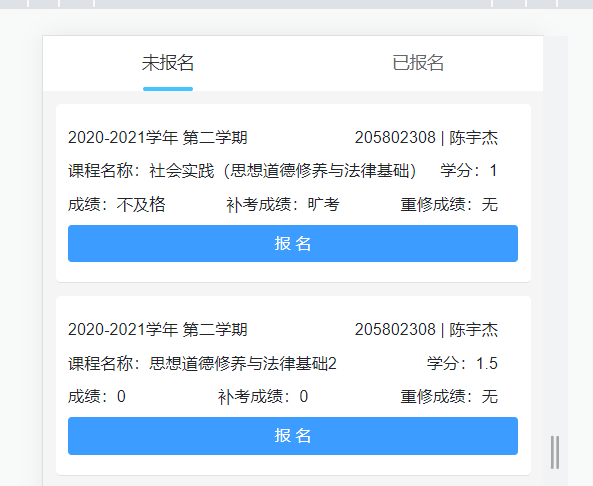 未报名 已报名
2020-2021学年 第二学期 205802308 | 陈宇杰
课程名称：社会实践（思想道德修养与法律基础） 学分：1
成绩：不及格 补考成绩：旷考 重修成绩：无
报 名
2020-2021学年 第二学期 205802308 | 陈宇杰
课程名称：思想道德修养与法律基础2 学分：1.5
成绩：0 补考成绩：0 重修成绩：无
报 名